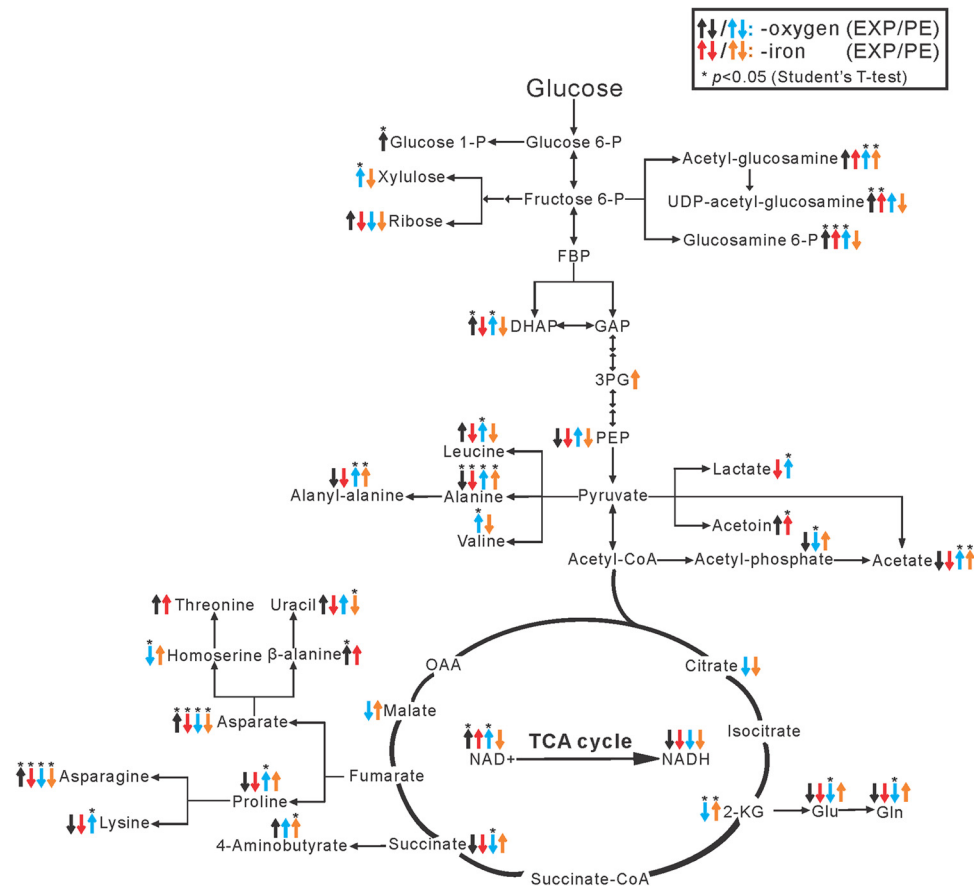 -oxygen (EXP/PE)
-iron (EXP/PE)
* p<0.05 (Student's T-test)
Glucose
Glucose 1-P
Glucose 6-P
Acetyl-glucosamine
Xylulose
Fructose 6-P
UDP-acetyl-glucosamine
Ribose
Glucosamine 6-P
FBP
DHAP
GAP
3PG
PEP
Leucine
Lactate
Alanyl-alanine
Alanine
Pyruvate
Acetoin
Valine
Acetyl-CoA
Acetyl-phosphate
Acetate
Threonine
Uracil
Homoserine
β-alanine
OAA
Citrate
Malate
Asparate
Isocitrate
TCA cycle
NAD+
NADH
Asparagine
Fumarate
Proline
2-KG
Glu
Gln
Lysine
4-Aminobutyrate
Succinate
Succinate-CoA